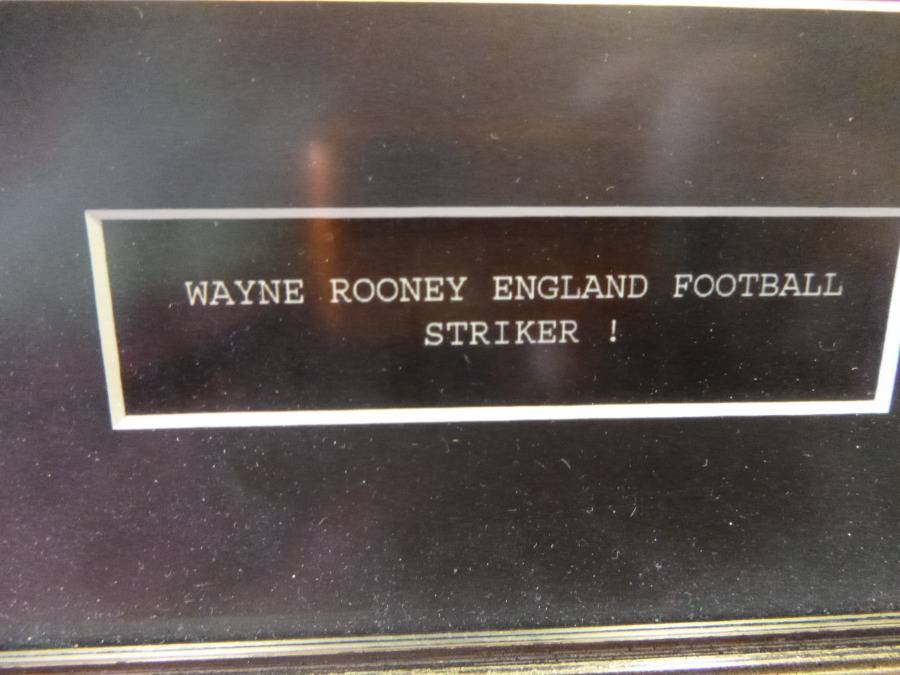 WAYNE ROONEY ENGLAND FOOTBALL
STRIKER !